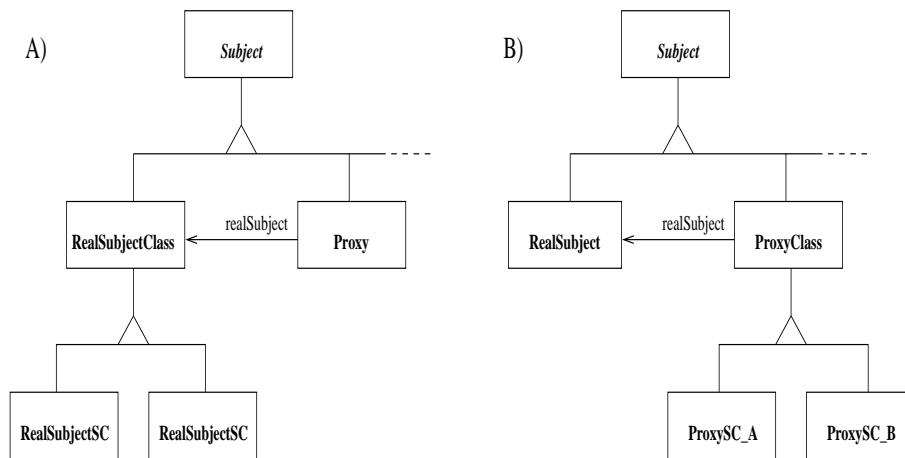 A)
Subject
RealSubjectClass
realSubject
Proxy
RealSubjectSC
RealSubjectSC
B)
Subject
RealSubject
realSubject
ProxyClass
ProxySC_A
ProxySC_B